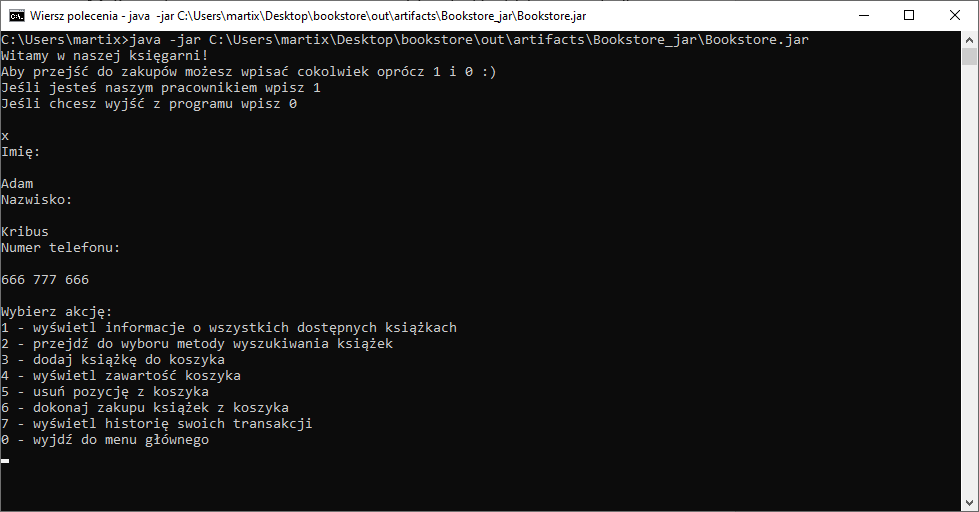 Wiersz polecenia - java -jar C:\Users\martix\Desktop\bookstore\out\artifacts\Bookstore_jar\Bookstore.jar
C:\Users\martix>java -jar C:\Users\martix\Desktop\bookstore\out\artifacts\Bookstore_jar\Bookstore.jar
Witamy w naszej księgarni!
Aby przejść do zakupów możesz wpisać cokolwiek oprócz 1 i 0 :)
Jeśli jesteś naszym pracownikiem wpisz 1
Jeśli chcesz wyjść z programu wpisz 0
x
Imię:
Adam
Nazwisko:
Kribus
Numer telefonu:
666 777 666
Wybierz akcję:
1 - wyświetl informacje o wszystkich dostępnych książkach
2 - przejdź do wyboru metody wyszukiwania książek
3 - dodaj książkę do koszyka
4 - wyświetl zawartość koszyka
5 - usuń pozycję z koszyka
6 - dokonaj zakupu książek z koszyka
7 - wyświetl historię swoich transakcji
0 - wyjdź do menu głównego